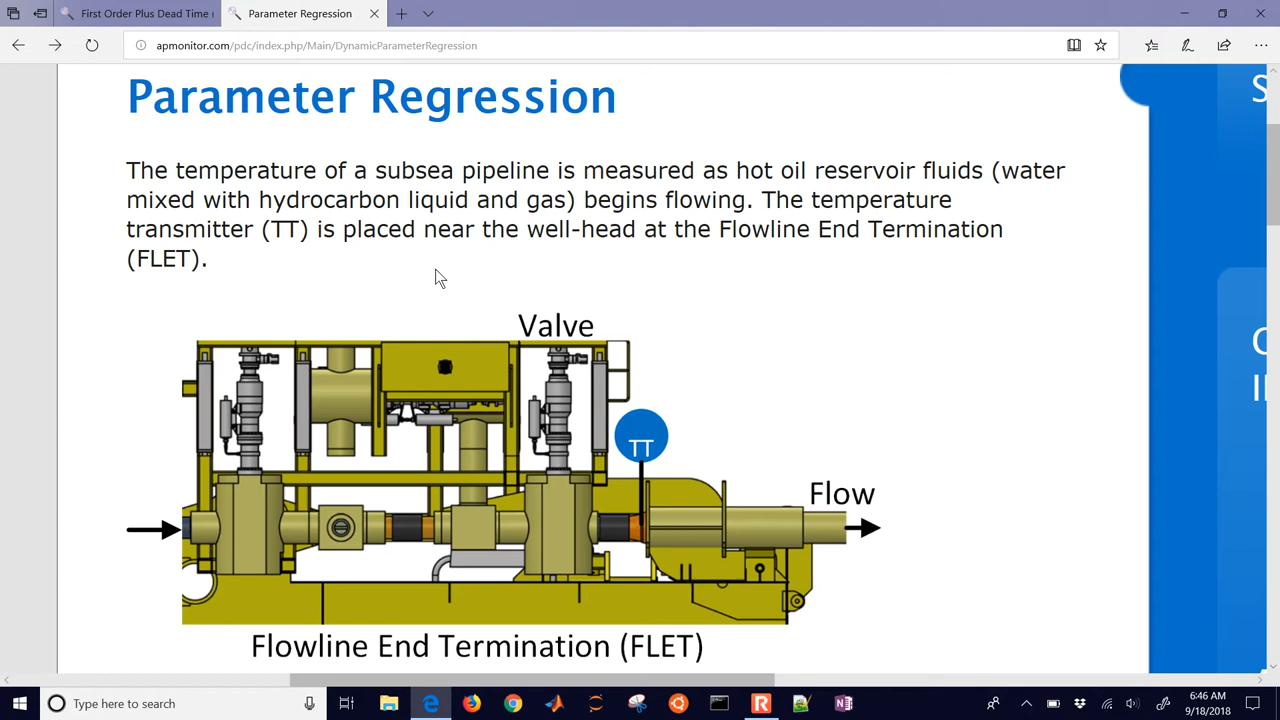 First Order Plus Dead Time (
Parameter Regression
apmonitor.com/pdc/index.php/Main/DynamicParameterRegression
Parameter Regression
The temperature of a subsea pipeline is measured as hot oil reservoir fluids (water
mixed with hydrocarbon liquid and gas) begins flowing. The temperature
transmitter (TT) is placed near the well-head at the Flowline End Termination
(FLET).
Valve
TT
Flow
Flowline End Termination (FLET)
S
Type here to search
6:46 AM
9/18/2018